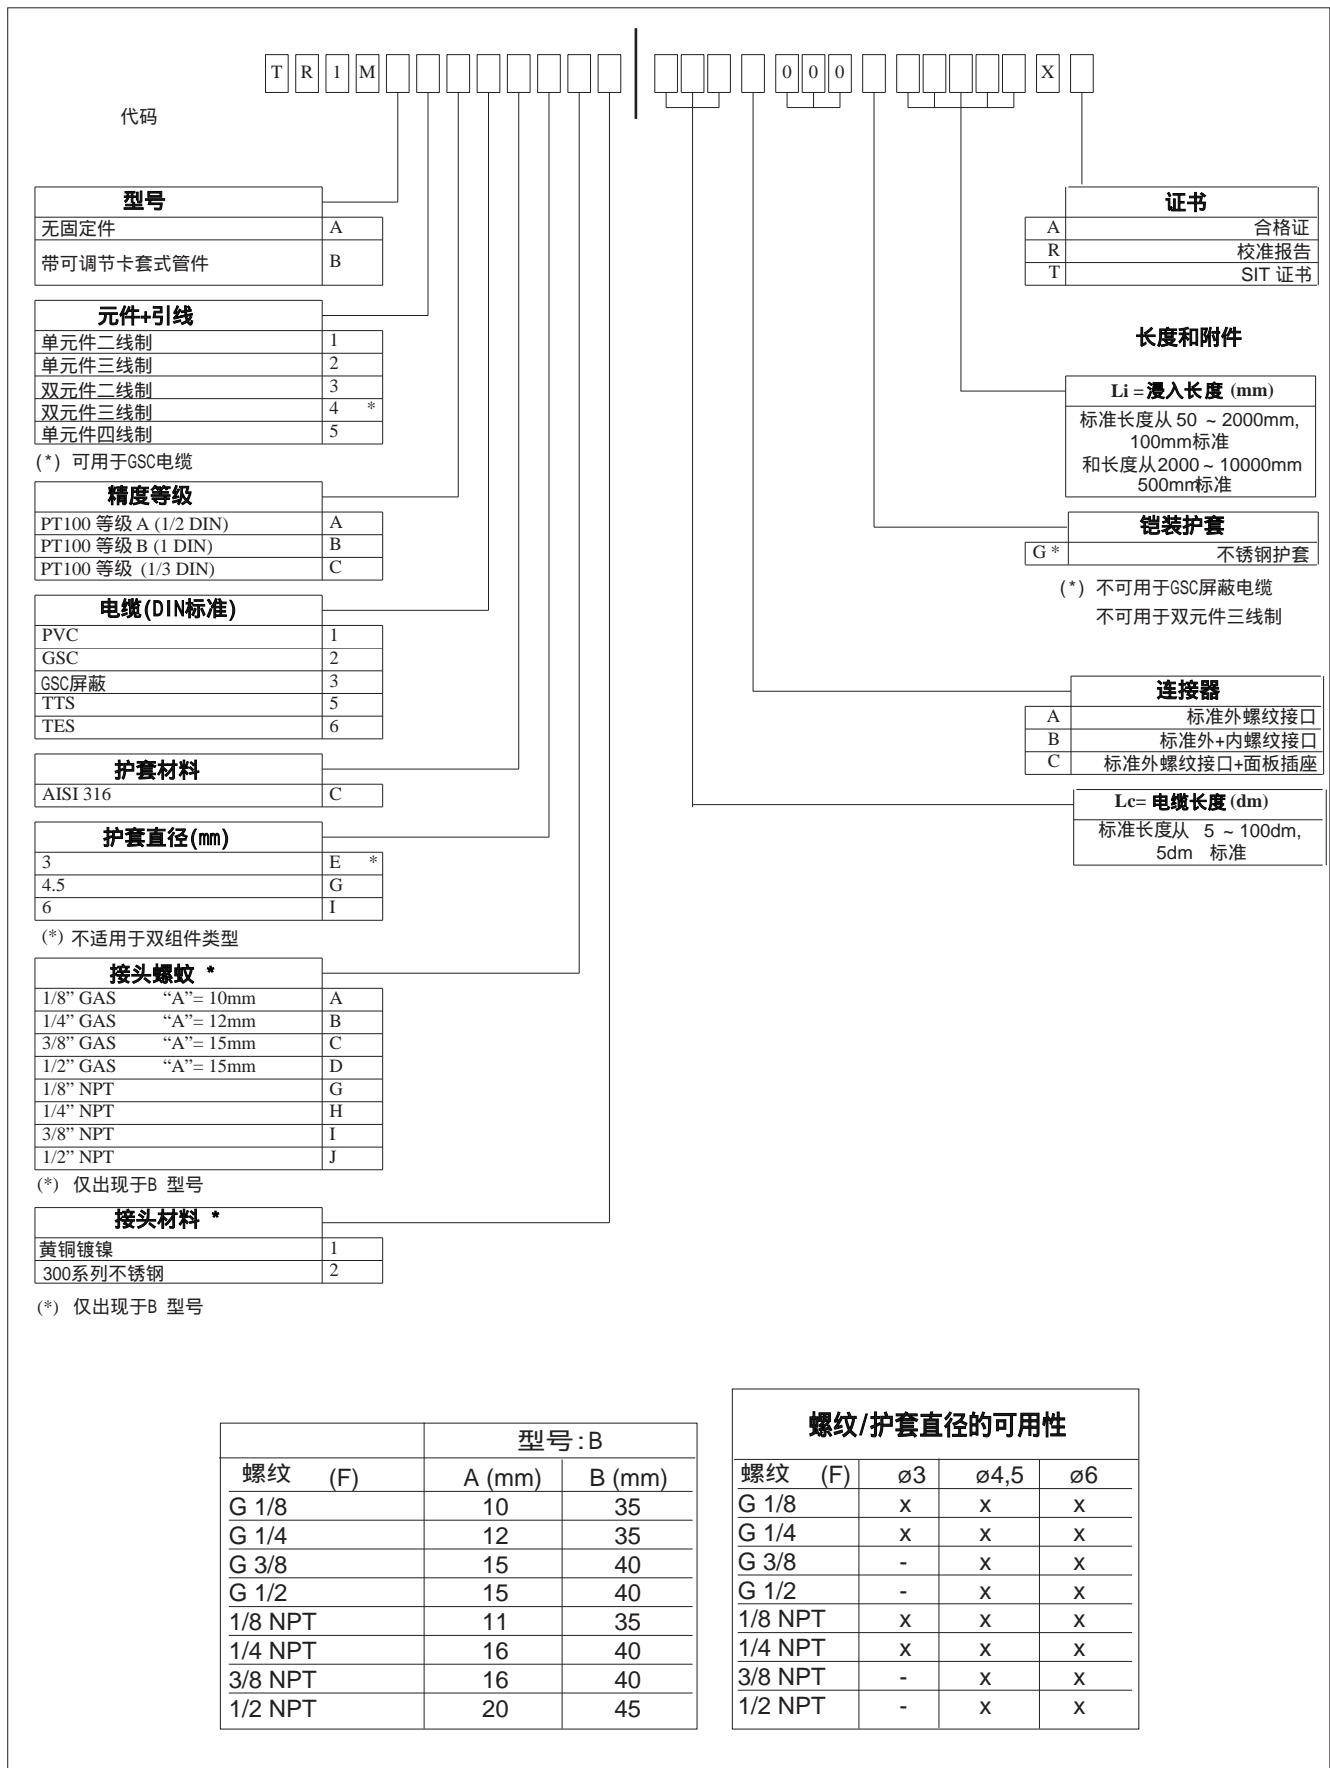 T R 1 M 0 0 0 X
代码
型号
无固定件 A
带可调节卡套式管件 B
元件+引线
单元件二线制 1
单元件三线制 2
双元件二线制 3
双元件三线制 4 *
单元件四线制 5
(*) 可用于GSC电缆
精度等级
PT100 等级 A (1/2 DIN) A
PT100 等级 B (1 DIN) B
PT100 等级 (1/3 DIN) C
电缆(DIN标准)
PVC 1
GSC 2
GSC屏蔽 3
TTS 5
TES 6
护套材料
AISI 316 C
护套直径(mm)
3 E *
4.5 G
6 I
(*) 不适用于双组件类型
接头螺蚊 *
1/8” GAS “A”= 10mm A
1/4” GAS “A”= 12mm B
3/8” GAS “A”= 15mm C
1/2” GAS “A”= 15mm D
1/8” NPT G
1/4” NPT H
3/8” NPT I
1/2” NPT J
(*) 仅出现于B 型号
接头材料 *
黄铜镀镍 1
300系列不锈钢 2
(*) 仅出现于B 型号
证书
A 合格证
R 校准报告
T SIT 证书
长度和附件
Li =浸入长度 (mm)
标准长度从 50 ~ 2000mm,
100mm标准
和长度从2000 ~ 10000mm
500mm标准
铠装护套
G * 不锈钢护套
(*) 不可用于GSC屏蔽电缆
不可用于双元件三线制
连接器
A 标准外螺纹接口
B 标准外+内螺纹接口
C 标准外螺纹接口+面板插座
Lc= 电缆长度 (dm)
标准长度从 5 ~ 100dm,
5dm 标准
型号:B
螺纹 (F) A (mm) B (mm)
G 1/8 10 35
G 1/4 12 35
G 3/8 15 40
G 1/2 15 40
1/8 NPT 11 35
1/4 NPT 16 40
3/8 NPT 16 40
1/2 NPT 20 45
螺纹/护套直径的可用性
螺纹 (F) ø3 ø4,5 ø6
G 1/8 x x x
G 1/4 x x x
G 3/8 - x x
G 1/2 - x x
1/8 NPT x x x
1/4 NPT x x x
3/8 NPT - x x
1/2 NPT - x x